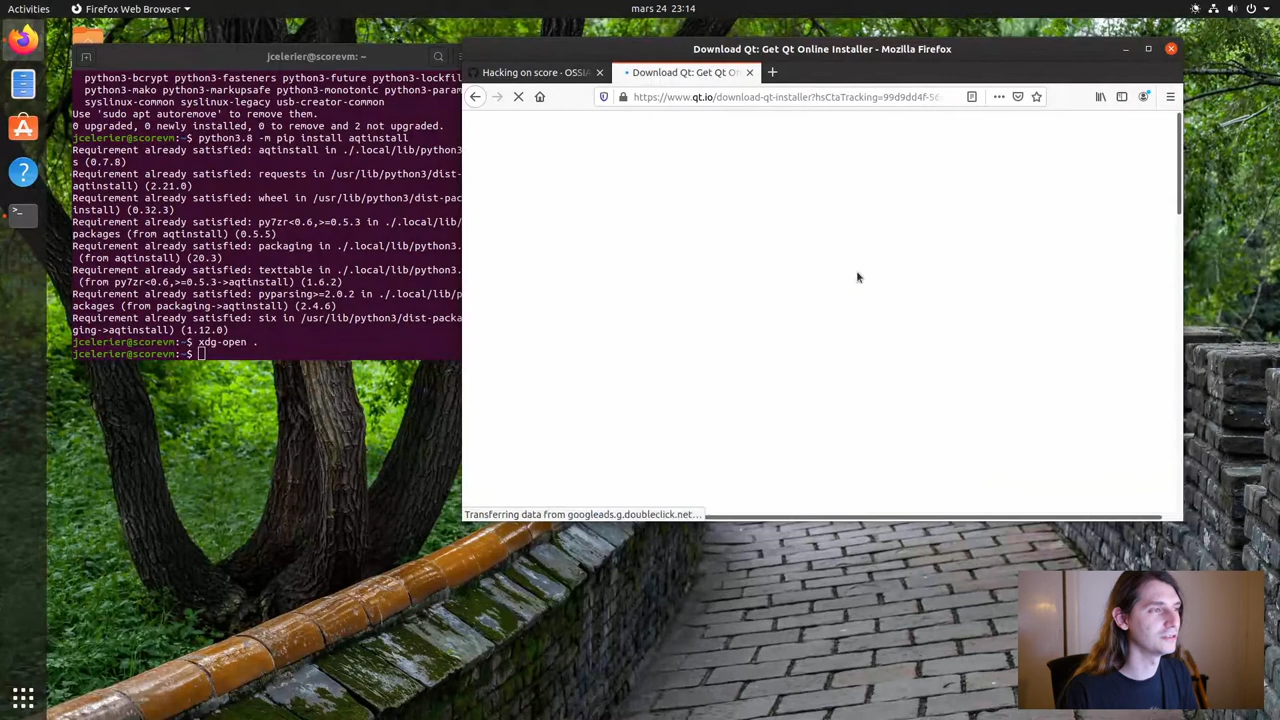 Activities
Firefox Web Browser
mars 24 23:14
jcelerier@scorevm: ~
python3-bcrypt python3-fasteners python3-future python3-lockfil
python3-mako python3-markupsafe python3-monotonic python3-param
syslinux-common syslinux-legacy usb-creator-common
Use 'sudo apt autoremove' to remove them.
0 upgraded, 0 newly installed, 0 to remove and 2 not upgraded.
jcelerier@scorevm:~$ python3.8 -m pip install aqtinstall
Requirement already satisfied: aqtinstall in ./.local/lib/python3
s (0.7.8)
Requirement already satisfied: requests in /usr/lib/python3/dist-
aqtinstall) (2.21.0)
Requirement already satisfied: wheel in /usr/lib/python3/dist-pac
install) (0.32.3)
Requirement already satisfied: py7zr<0.6,>=0.5.3 in ./.local/lib/
packages (from aqtinstall) (0.5.5)
Requirement already satisfied: packaging in ./.local/lib/python3.
(from aqtinstall) (20.3)
Requirement already satisfied: texttable in ./.local/lib/python3.
(from py7zr<0.6,>=0.5.3->aqtinstall) (1.6.2)
Requirement already satisfied: pyparsing>=2.0.2 in ./.local/lib/p
ackages (from packaging->aqtinstall) (2.4.6)
Requirement already satisfied: six in /usr/lib/python3/dist-packa
ging->aqtinstall) (1.12.0)
jcelerier@scorevm:~$ xdg-open .
jcelerier@scorevm:~$
Download Qt: Get Qt Online Installer - Mozilla Firefox
Hacking on score · OSSIA
Download Qt: Get Qt On
https://www.qt.io/download-qt-installer?hsCtaTracking=99d9dd4f-56
Transferring data from googleads.g.doubleclick.net…